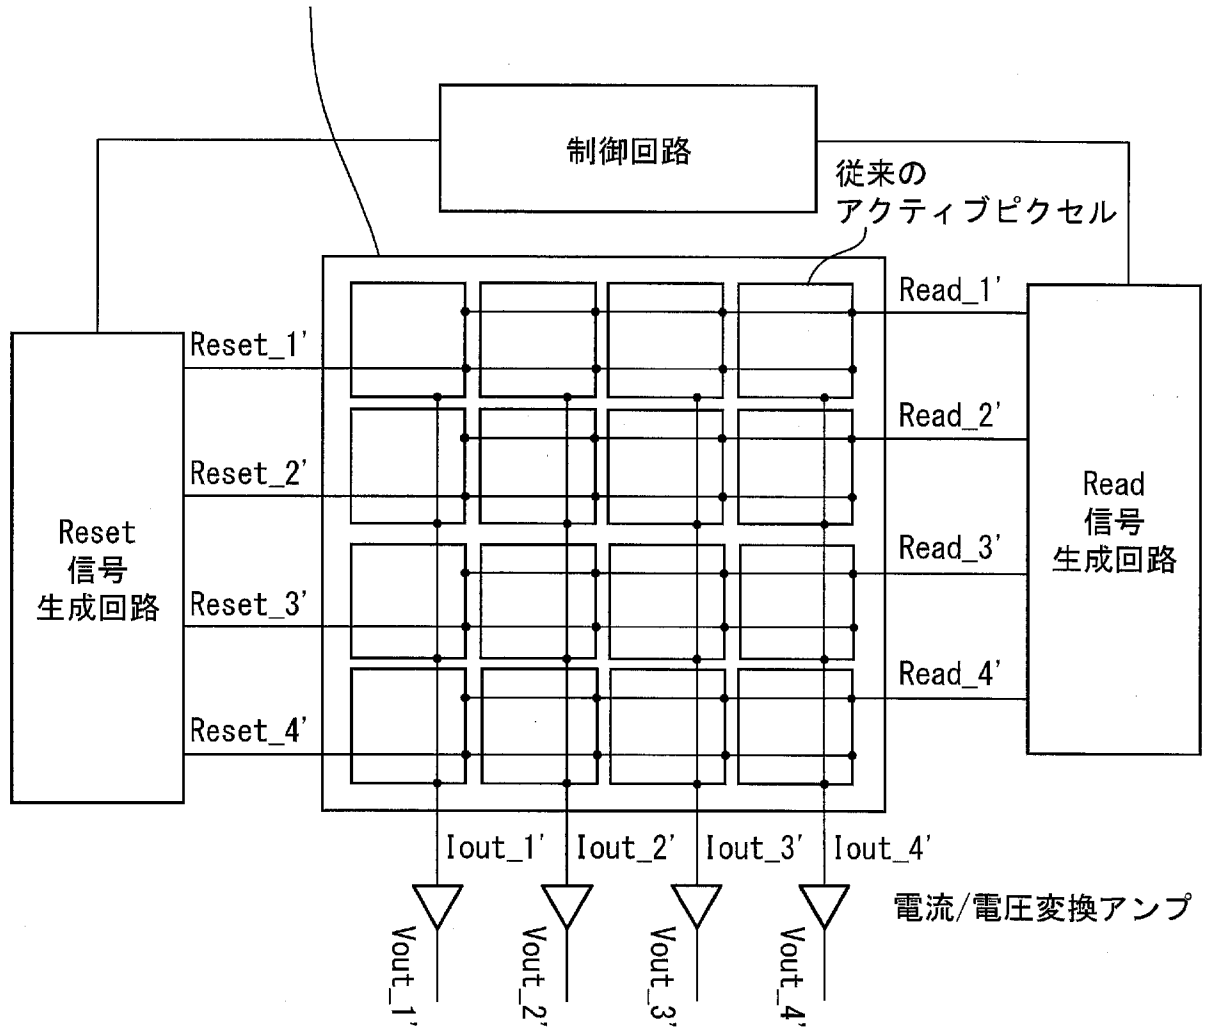 制御回路
従来の
アクティブピクセル
Read_1'
Reset_1'
Read_2'
Reset_2'
Read
信号
生成回路
Reset
信号
生成回路
Read_3'
Reset_3'
Read_4'
Reset_4'
Iout_1'
Iout_2'
Iout_3'
Iout_4'
電流/電圧変換アンプ
Vout_1'
Vout_2'
Vout_3'
Vout_4'